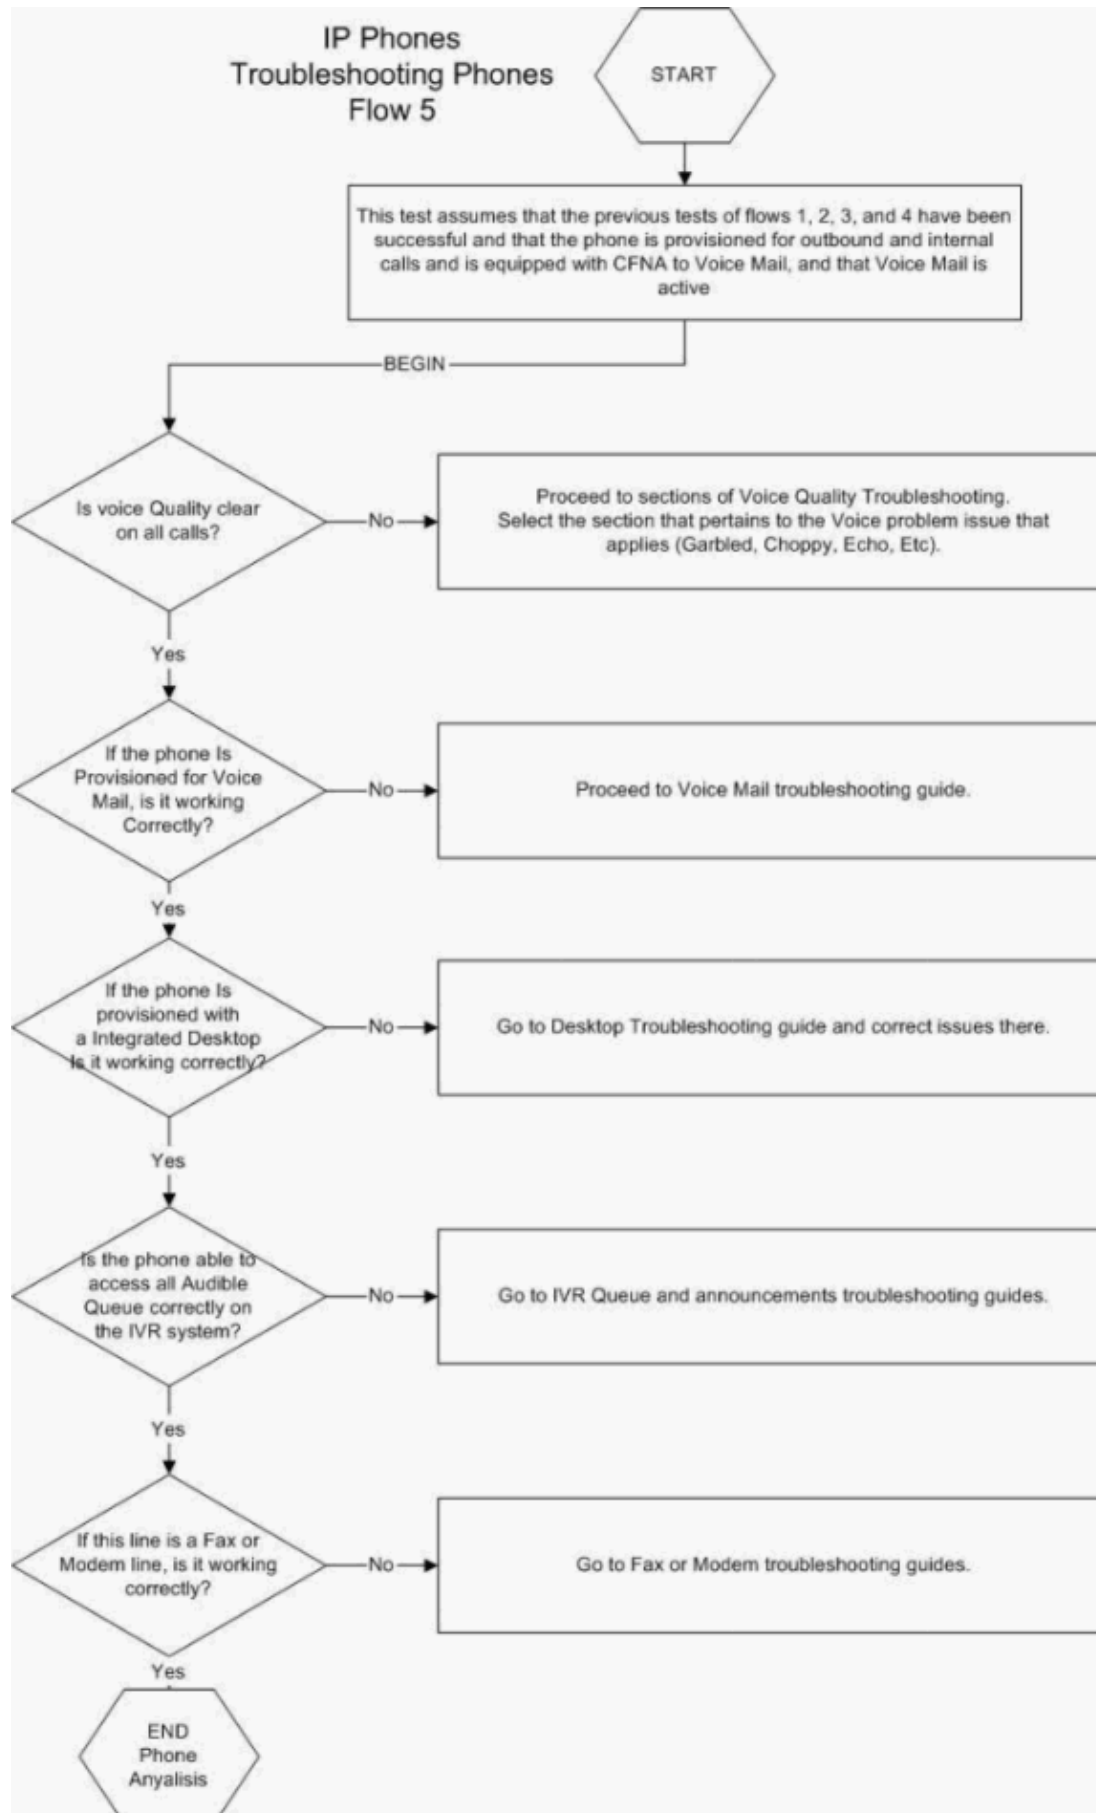 IP Phones
Troubleshooting Phones
Flow 5
START
This test assumes that the previous tests of flows 1, 2, 3, and 4 have been
successful and that the phone is provisioned for outbound and internal
calls and is equipped with CFNA to Voice Mail, and that Voice Mail is
active
BEGIN
Is voice Quality clear
on all calls?
No
Proceed to sections of Voice Quality Troubleshooting.
Select the section that pertains to the Voice problem issue that
applies (Garbled, Choppy, Echo, Etc).
Yes
If the phone Is
Provisioned for Voice
Mail, is it working
Correctly?
No
Proceed to Voice Mail troubleshooting guide.
Yes
If the phone Is
provisioned with
a Integrated Desktop
Is it working correctly?
No
Go to Desktop Troubleshooting guide and correct issues there.
Yes
Is the phone able to
access all Audible
Queue correctly on
the IVR system?
No
Go to IVR Queue and announcements troubleshooting guides.
Yes
If this line is a Fax or
Modem line, is it working
correctly?
No
Go to Fax or Modem troubleshooting guides.
Yes
END
Phone
Anyalisis